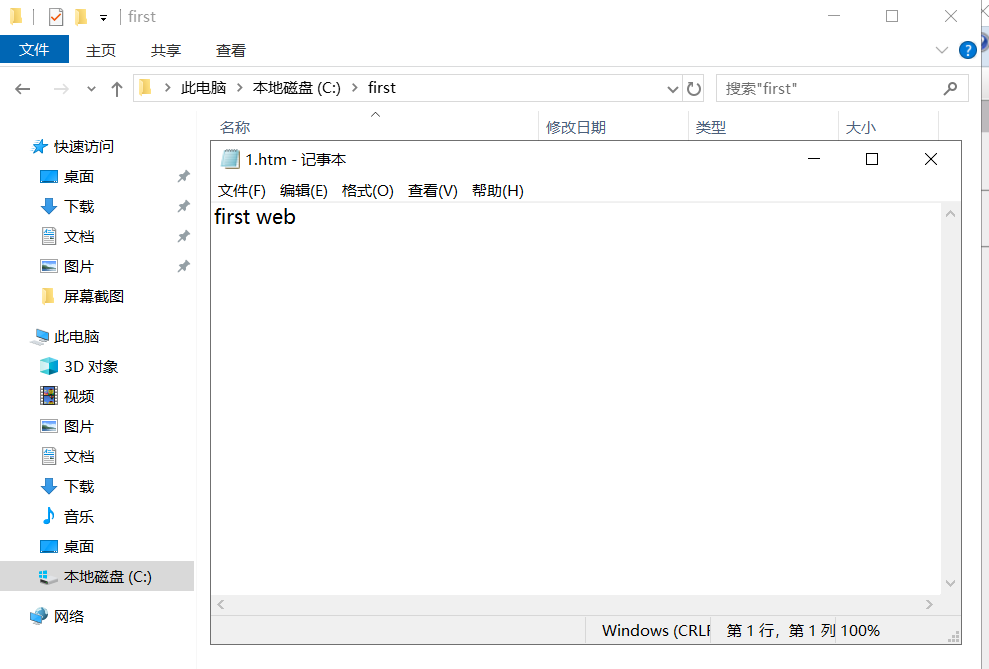 first
文件 主页 共享 查看
此电脑 本地磁盘 (C:) first
搜索"first"
名称 修改日期 类型 大小
快速访问
桌面
下载
文档
图片
屏幕截图
此电脑
3D 对象
视频
图片
文档
下载
音乐
桌面
本地磁盘 (C:)
网络
1.htm - 记事本
文件(F) 编辑(E) 格式(O) 查看(V) 帮助(H)
first web
Windows (CRLF 第 1 行，第 1 列 100%